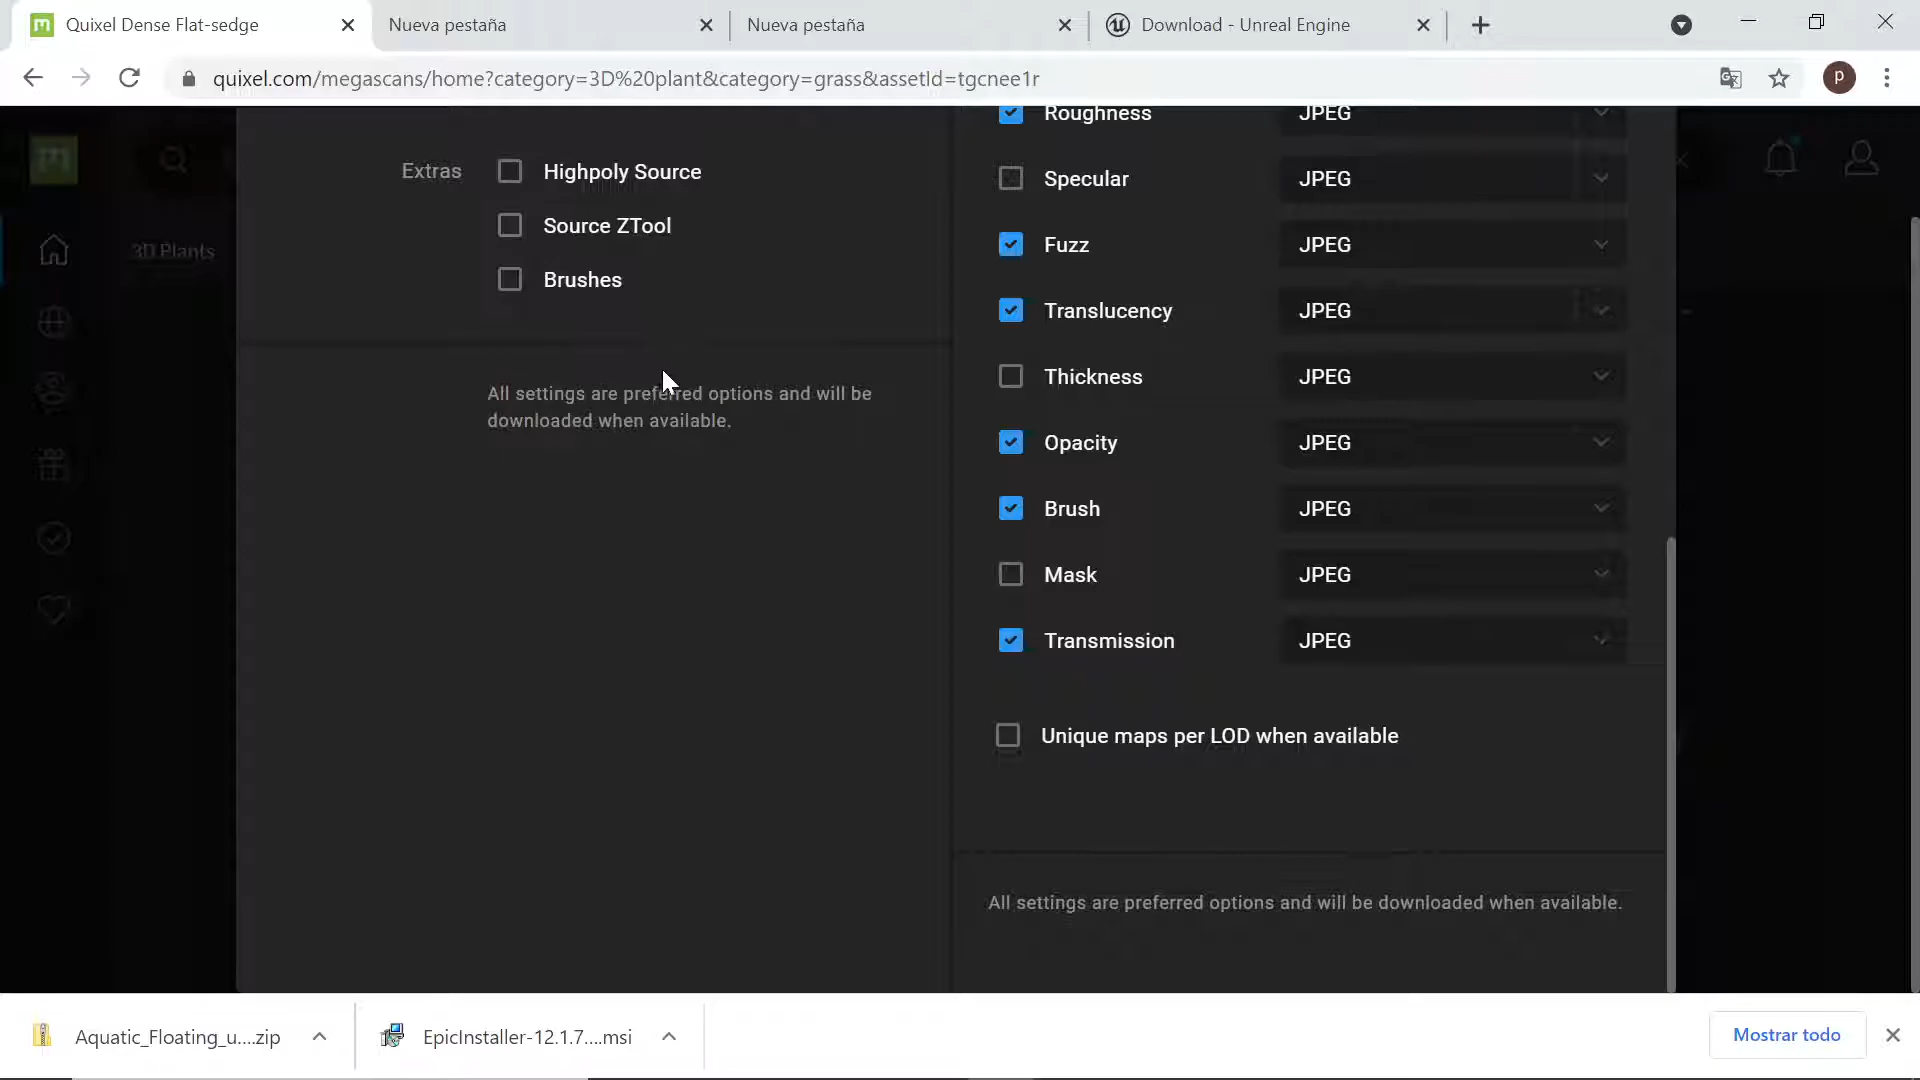 Quixel Dense Flat-sedge
Nueva pestaña
Nueva pestaña
Download - Unreal Engine
quixel.com/megascans/home?category=3D%20plant&category=grass&assetId=tgcnee1r
P
3D Plants
Extras
Highpoly Source
Source ZTool
Brushes
All settings are preferred options and will be
downloaded when available.
Roughness JPEG
Specular JPEG
Fuzz JPEG
Translucency JPEG
Thickness JPEG
Opacity JPEG
Brush JPEG
Mask JPEG
Transmission JPEG
Unique maps per LOD when available
All settings are preferred options and will be downloaded when available.
Aquatic_Floating_u....zip
EpicInstaller-12.1.7....msi
Mostrar todo